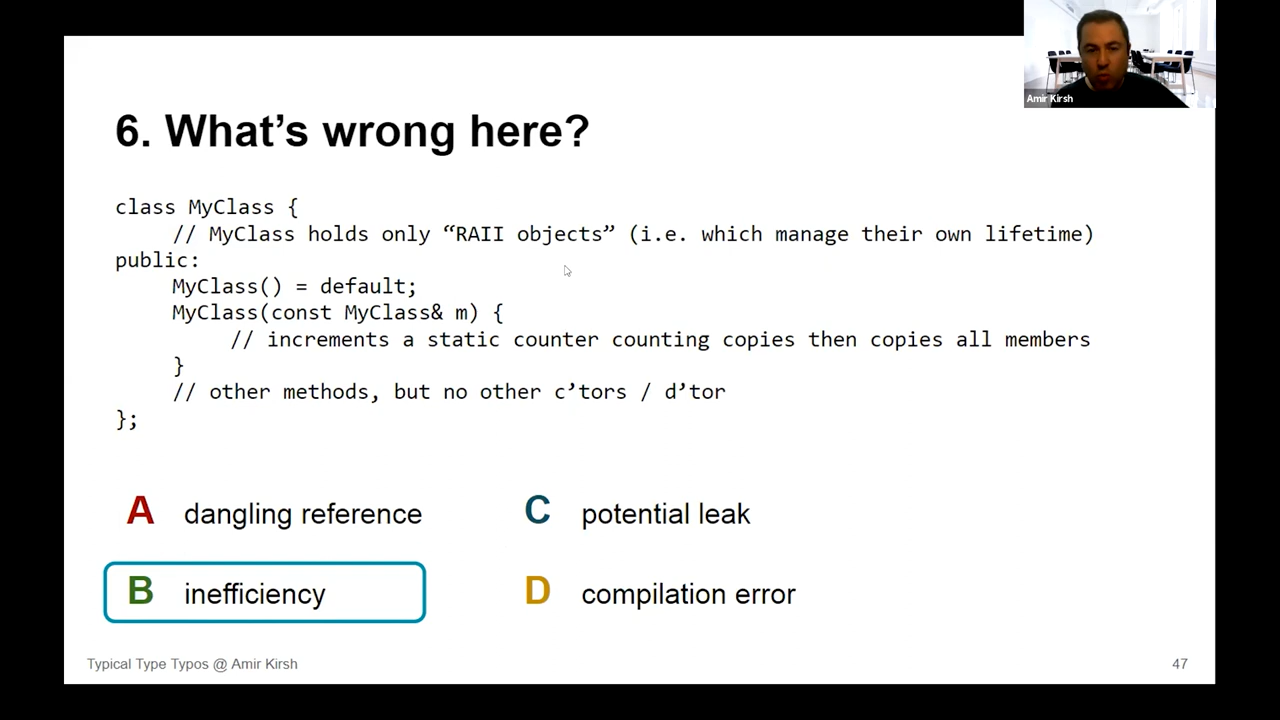 Amir Kirsh
6. What’s wrong here?
class MyClass {
// MyClass holds only “RAII objects” (i.e. which manage their own lifetime)
public:
MyClass() = default;
MyClass(const MyClass& m) {
// increments a static counter counting copies then copies all members
}
// other methods, but no other c’tors / d’tor
};
A dangling reference
C potential leak
B inefficiency
D compilation error
Typical Type Typos @ Amir Kirsh
47